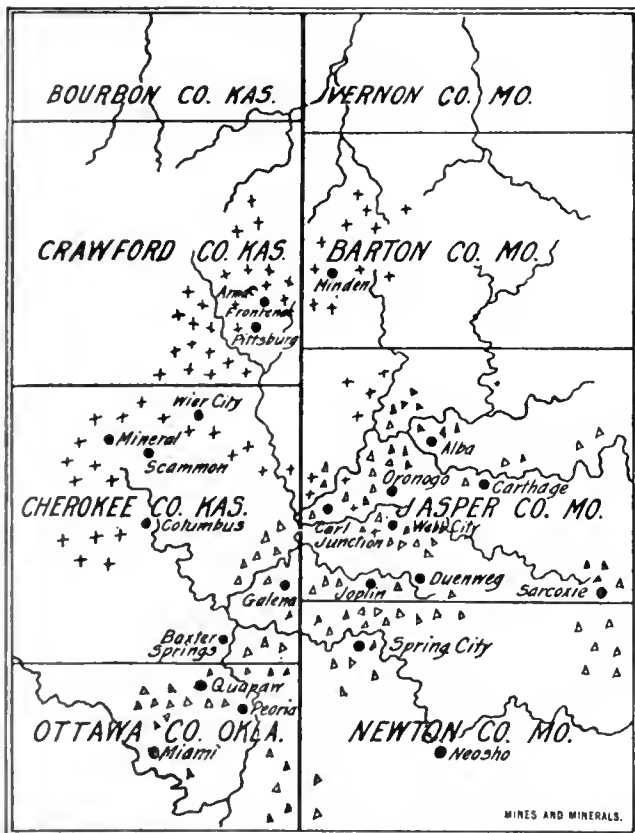 BOURBON CO. KAS.
VERNON CO. MO.
CRAWFORD CO. KAS.
BARTON CO. MO.
Minden
Frontenac
Pittsburg
Wier City
Mineral
Scammon
Alba
Oronogo
Carthage
CHEROKEE CO. KAS.
JASPER CO. MO.
Columbus
Carl
Junction
Webb City
Galena
Joplin
Duenweg
Sarcoxie
Baxter
Springs
Spring City
Quapaw
Peoria
OTTAWA CO. OKLA.
NEWTON CO. MO.
Miami
Neosho
MINES AND MINERALS.